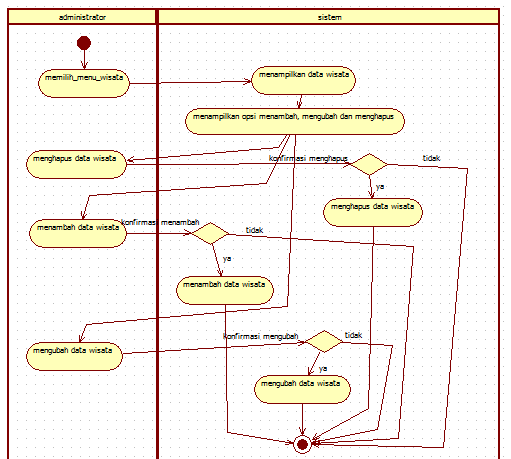 administrator
sistem
memilih_menu_wisata
menampilkan data wisata
menampilkan opsi menambah, mengubah dan menghapus
menghapus data wisata
konfirmasi menghapus
tidak
ya
menghapus data wisata
menambah data wisata
konfirmasi menambah
tidak
ya
menambah data wisata
mengubah data wisata
konfirmasi mengubah
tidak
ya
mengubah data wisata